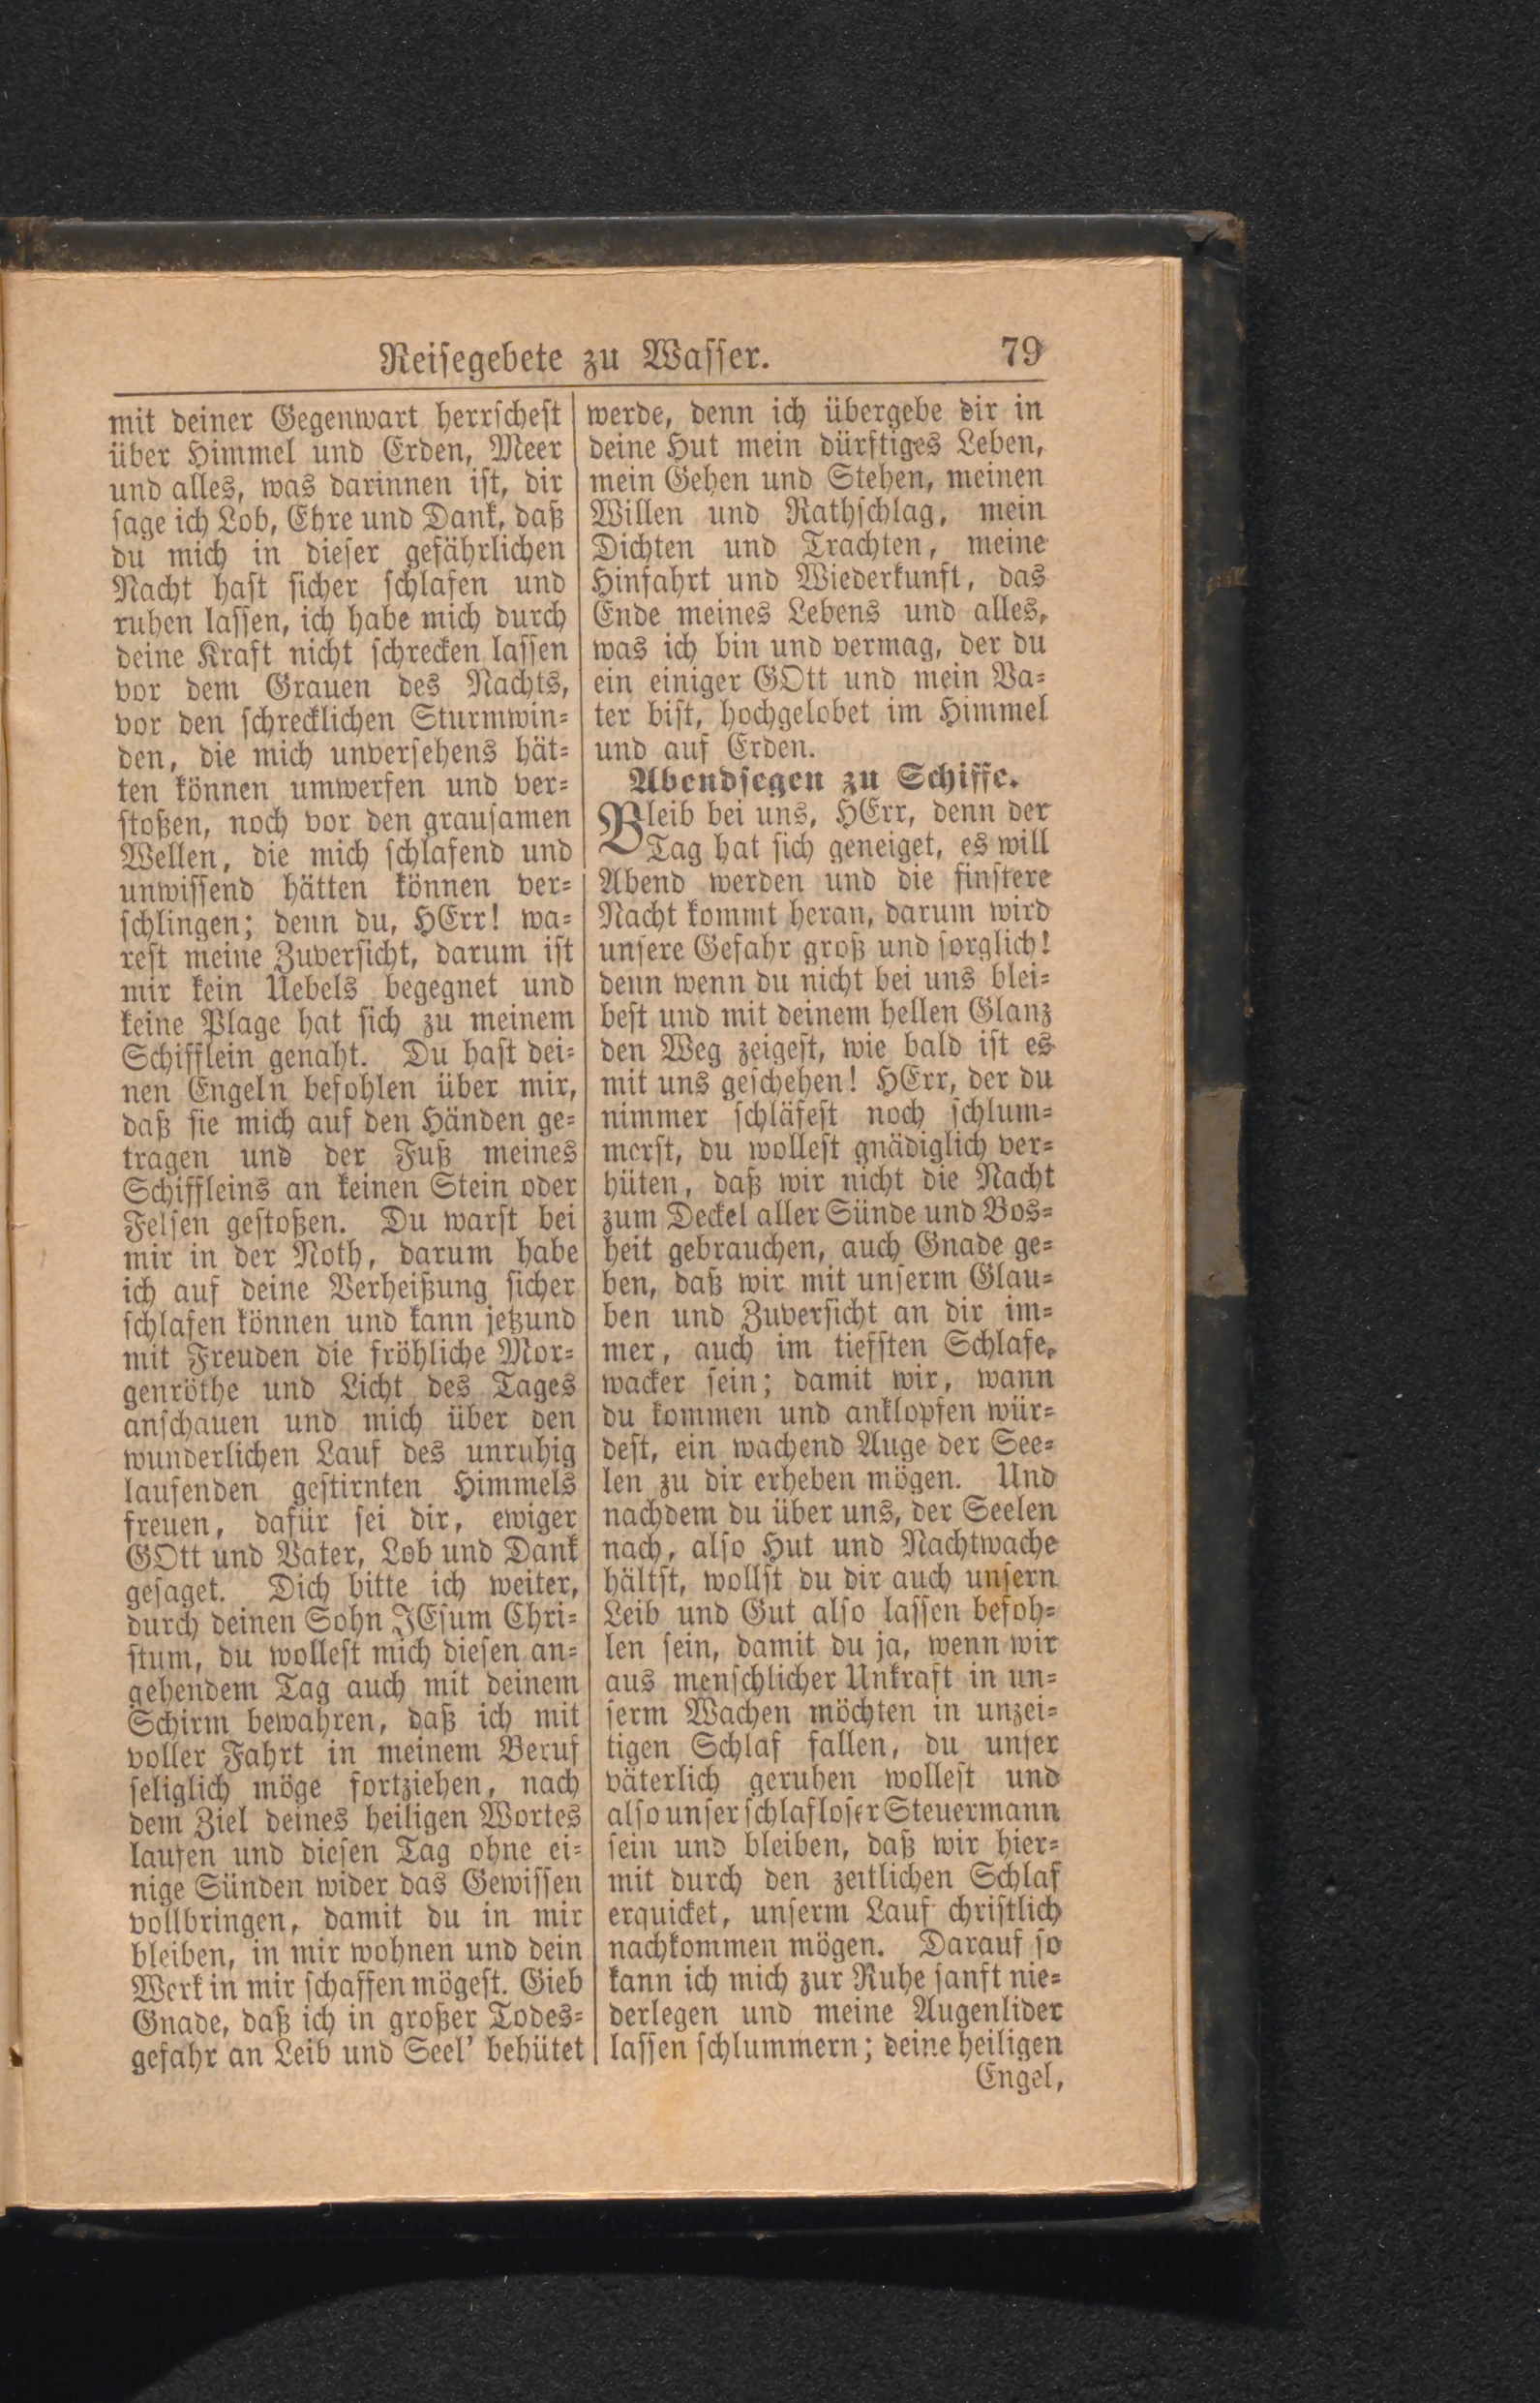 Reiſegebete zu Waſſer. 79
mit deiner Gegenwart herrſcheſt
über Himmel und Erden, Meer
und alles, was darinnen iſt, dir
ſage ich Lob, Ehre und Dank, daß
du mich in dieſer gefährlichen
Nacht haſt ſicher ſchlafen und
ruhen laſſen, ich habe mich durch
deine Kraft nicht ſchrecken laſſen
vor dem Grauen des Nachts,
vor den ſchrecklichen Sturmwin-
den, die mich unverſehens hät-
ten können umwerfen und ver-
ſtoßen, noch vor den grauſamen
Wellen, die mich ſchlafend und
unwiſſend hätten können ver-
ſchlingen; denn du, HErr! wa-
reſt meine Zuverſicht, darum iſt
mir kein Uebels begegnet und
keine Plage hat ſich zu meinem
Schifflein genaht. Du haſt dei-
nen Engeln befohlen über mir,
daß ſie mich auf den Händen ge-
tragen und der Fuß meines
Schiffleins an keinen Stein oder
Felſen geſtoßen. Du warſt bei
mir in der Noth, darum habe
ich auf deine Verheißung ſicher
ſchlafen können und kann jetzund
mit Freuden die fröhliche Mor-
genröthe und Licht des Tages
anſchauen und mich über den
wunderlichen Lauf des unruhig
laufenden geſtirnten Himmels
freuen, dafür ſei dir, ewiger
GOtt und Vater, Lob und Dank
geſaget. Dich bitte ich weiter,
durch deinen Sohn JEſum Chri-
ſtum, du wolleſt mich dieſen an-
gehendem Tag auch mit deinem
Schirm bewahren, daß ich mit
voller Fahrt in meinem Beruf
ſeliglich möge fortziehen, nach
dem Ziel deines heiligen Wortes
laufen und dieſen Tag ohne ei-
nige Sünden wider das Gewiſſen
vollbringen, damit du in mir
bleiben, in mir wohnen und dein
Werk in mir ſchaffen mögeſt. Gieb
Gnade, daß ich in großer Todes-
gefahr an Leib und Seel' behütet
werde, denn ich übergebe dir in
deine Hut mein dürftiges Leben,
mein Gehen und Stehen, meinen
Willen und Rathſchlag, mein
Dichten und Trachten, meine
Hinfahrt und Wiederkunft, das
Ende meines Lebens und alles,
was ich bin und vermag, der du
ein einiger GOtt und mein Va-
ter biſt, hochgelobet im Himmel
und auf Erden.
Abendſegen zu Schiffe.
Bleib bei uns, HErr, denn der
Tag hat ſich geneiget, es will
Abend werden und die finſtere
Nacht kommt heran, darum wird
unſere Gefahr groß und ſorglich!
denn wenn du nicht bei uns blei-
beſt und mit deinem hellen Glanz
den Weg zeigeſt, wie bald iſt es
mit uns geſchehen! HErr, der du
nimmer ſchläfeſt noch ſchlum-
merſt, du wolleſt gnädiglich ver-
hüten, daß wir nicht die Nacht
zum Deckel aller Sünde und Bos-
heit gebrauchen, auch Gnade ge-
ben, daß wir mit unſerm Glau-
ben und Zuverſicht an dir im-
mer, auch im tiefſten Schlafe,
wacker ſein; damit wir, wann
du kommen und anklopfen wür-
deſt, ein wachend Auge der See-
len zu dir erheben mögen. Und
nachdem du über uns, der Seelen
nach, alſo Hut und Nachtwache
hältſt, wollſt du dir auch unſern
Leib und Gut alſo laſſen befoh-
len ſein, damit du ja, wenn wir
aus menſchlicher Unkraft in un-
ſerm Wachen möchten in unzei-
tigen Schlaf fallen, du unſer
väterlich geruhen wolleſt und
alſo unſer ſchlafloſer Steuermann
ſein und bleiben, daß wir hier-
mit durch den zeitlichen Schlaf
erquicket, unſerm Lauf chriſtlich
nachkommen mögen. Darauf ſo
kann ich mich zur Ruhe ſanft nie-
derlegen und meine Augenlider
laſſen ſchlummern; deine heiligen
Engel,